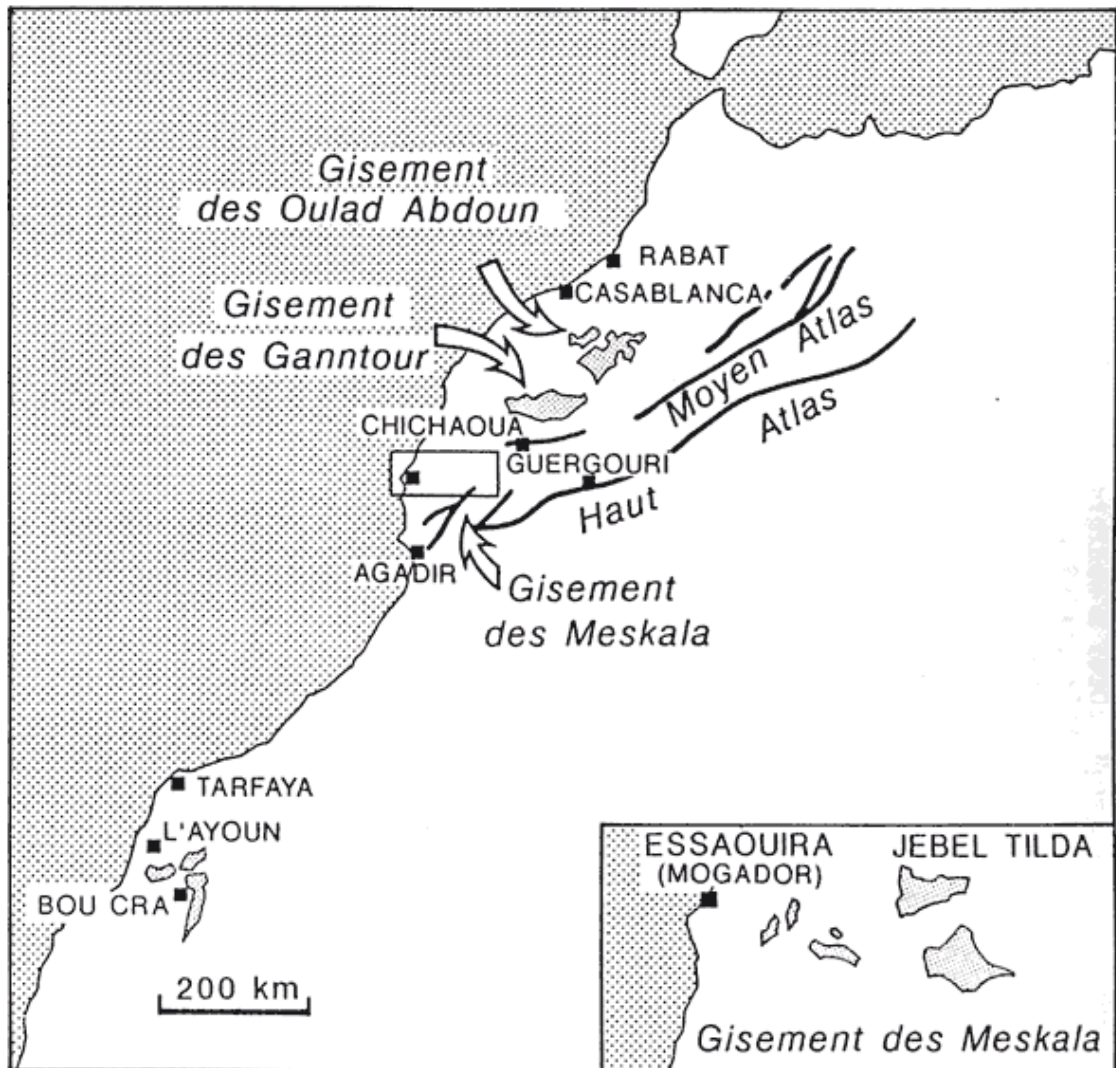 Gisement
des Oulad Abdoun
RABAT
CASABLANCA
Gisement
des Ganntour
Moyen Atlas
CHICHAOUA
GUERGOURI
Haut Atlas
AGADIR
Gisement
des Meskala
TARFAYA
L'AYOUN
BOU CRA
200 km
ESSAOUIRA
(MOGADOR)
JEBEL TILDA
Gisement des Meskala